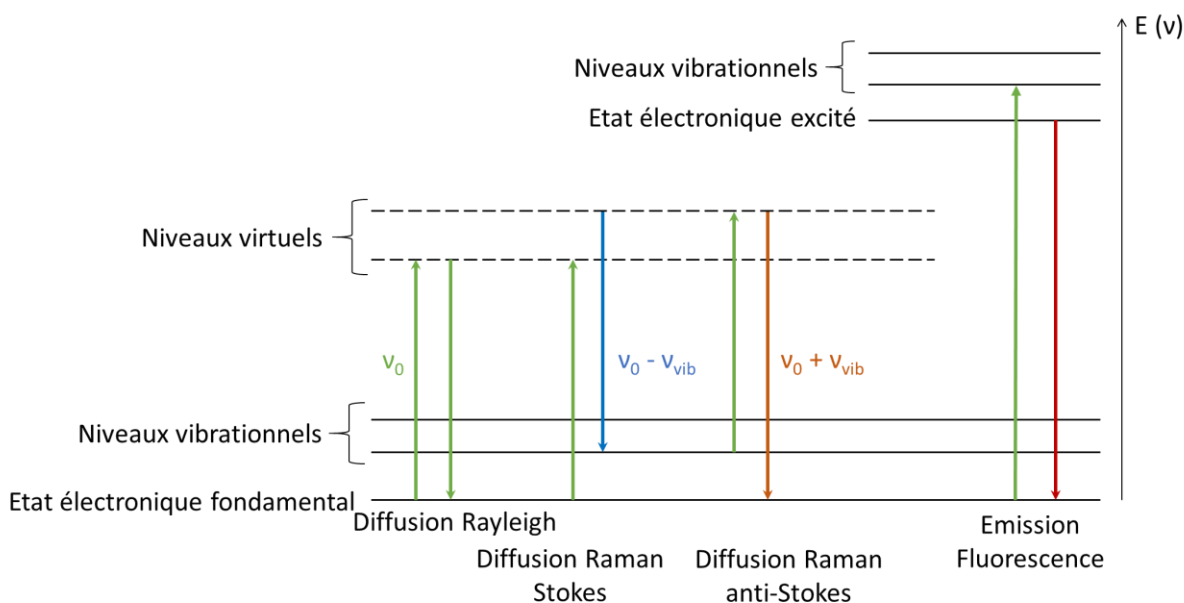 E (ν)
Niveaux vibrationnels
Etat électronique excité
Niveaux virtuels
ν0
ν0 - νvib
ν0 + νvib
Niveaux vibrationnels
Etat électronique fondamental
Diffusion Rayleigh
Diffusion Raman
Stokes
Diffusion Raman
anti-Stokes
Emission
Fluorescence